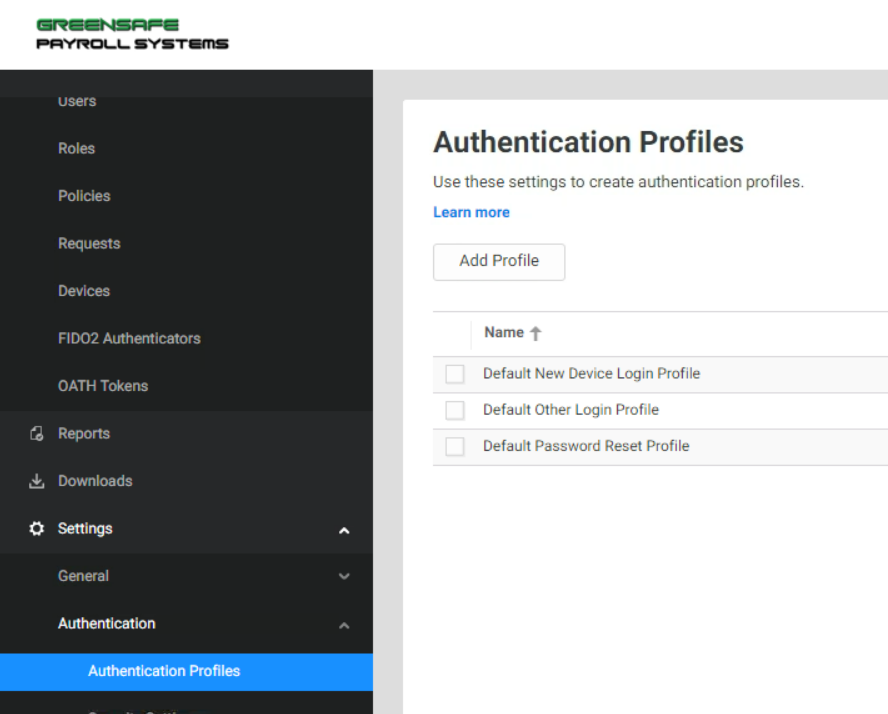 GREENSAFE
PAYROLL SYSTEMS
Users
Roles
Policies
Requests
Devices
FIDO2 Authenticators
OATH Tokens
Reports
Downloads
Settings
General
Authentication
Authentication Profiles
Authentication Profiles
Use these settings to create authentication profiles.
Learn more
Add Profile
Name
Default New Device Login Profile
Default Other Login Profile
Default Password Reset Profile